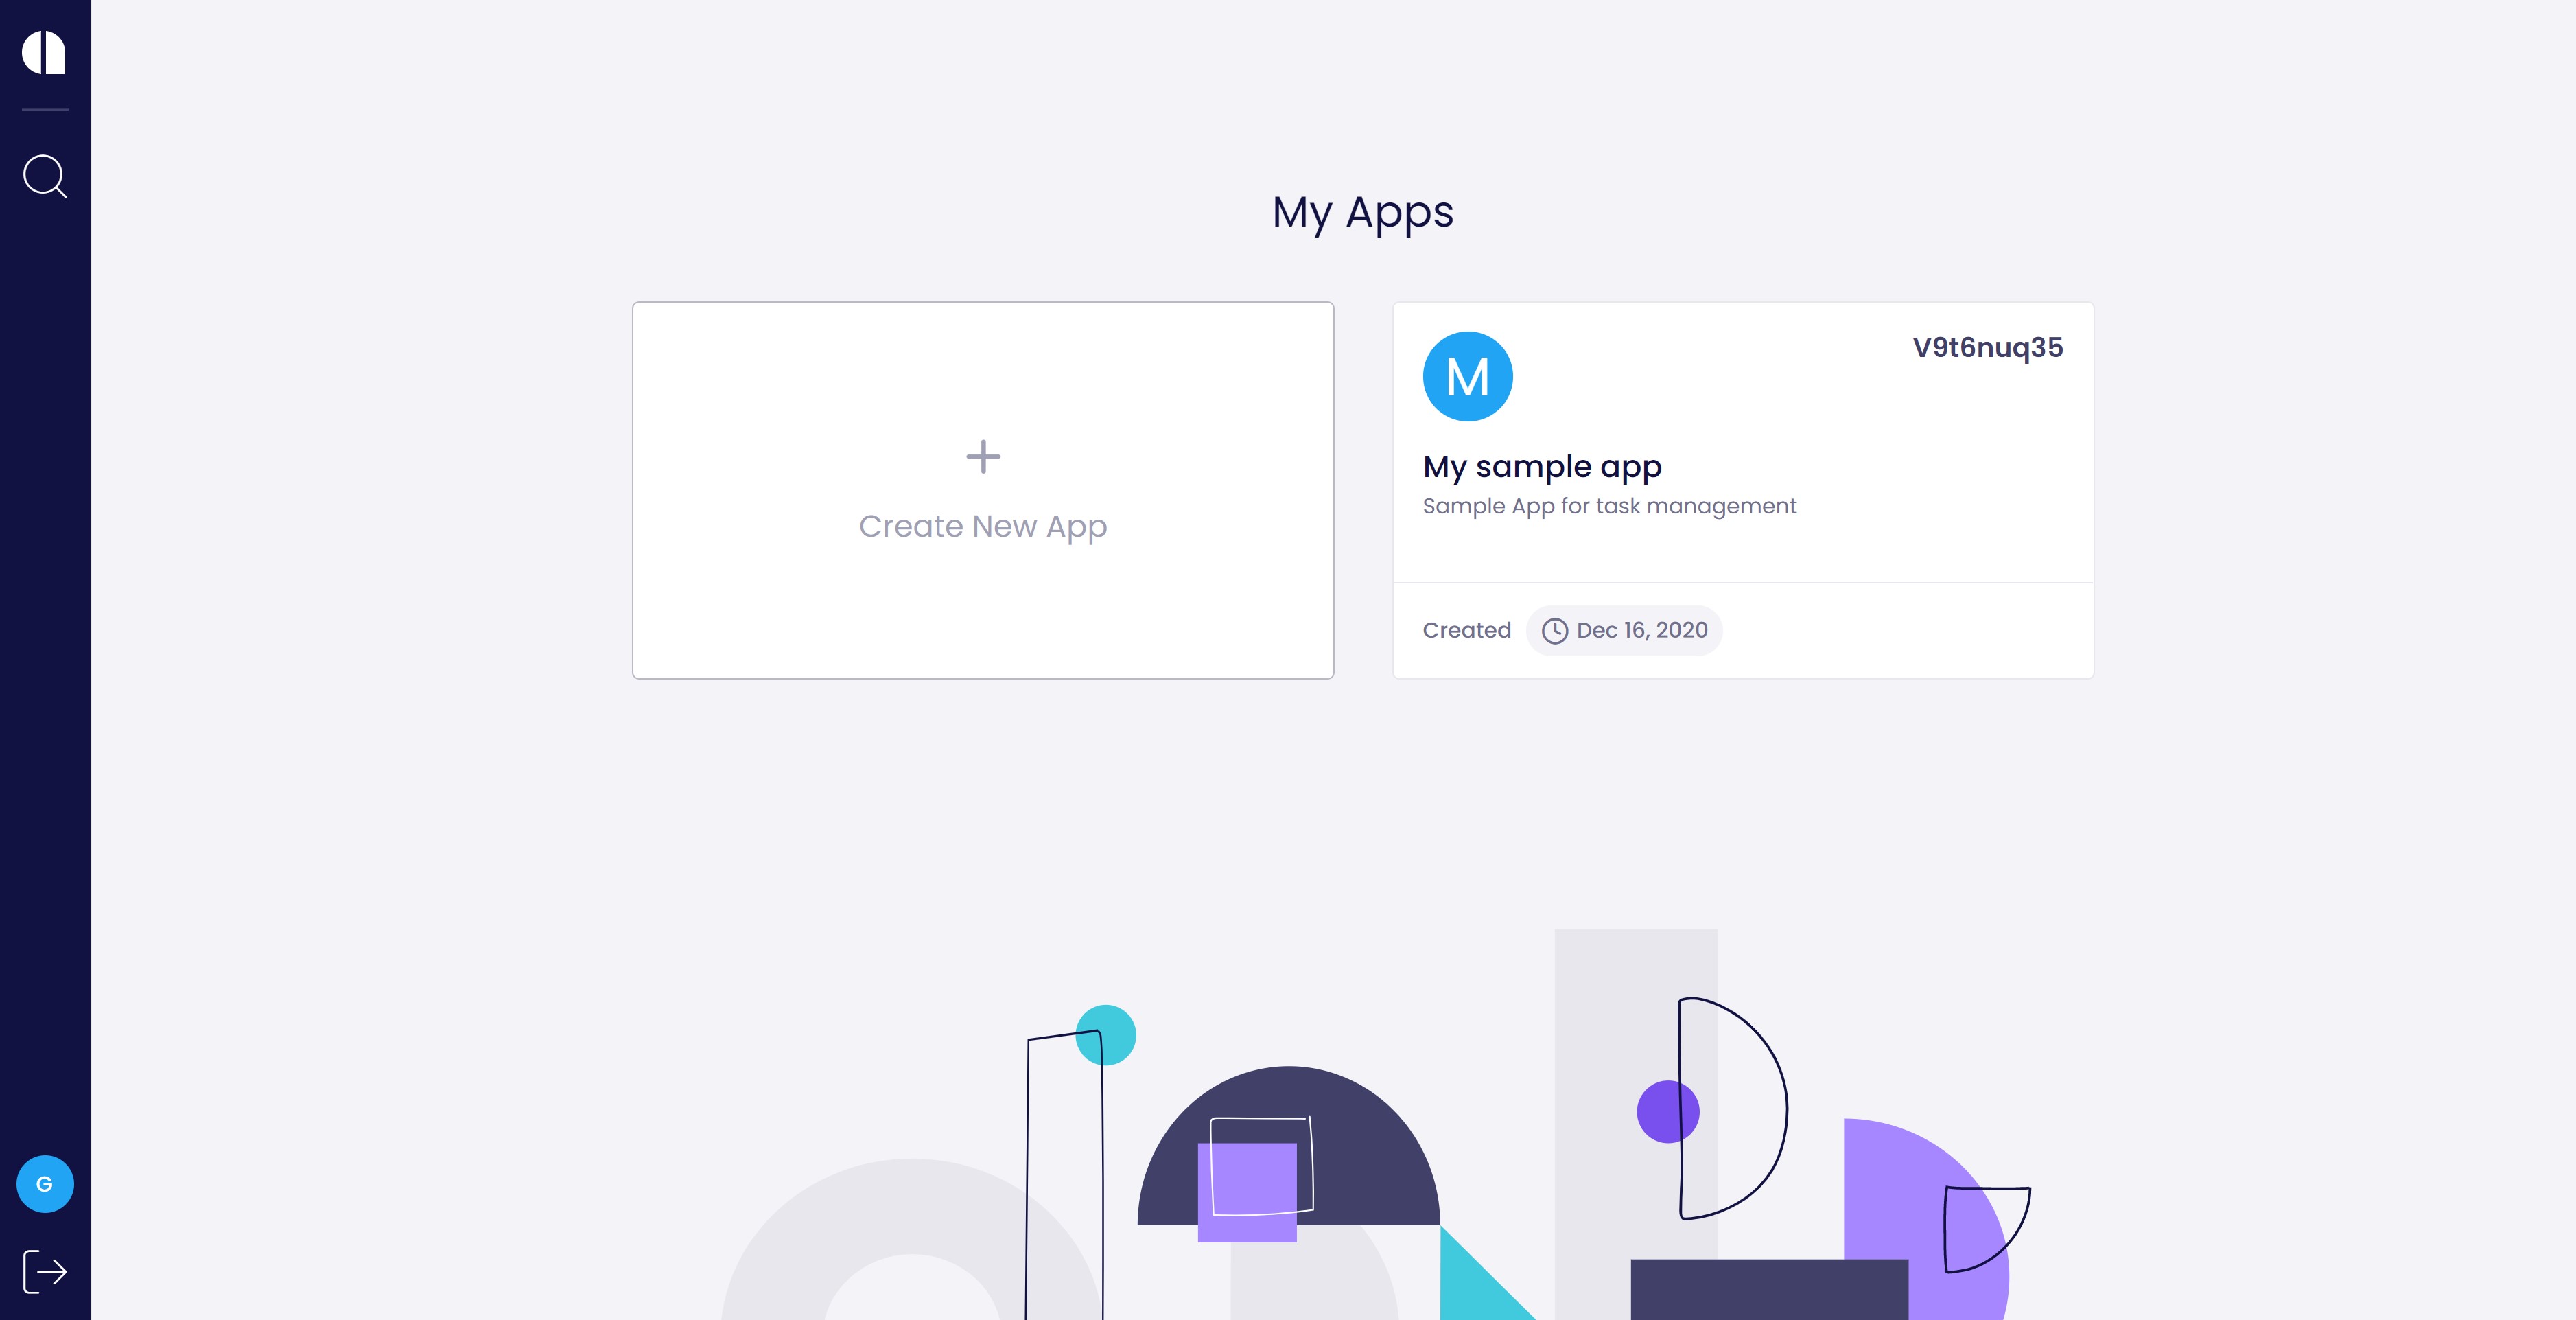 My Apps
Create New App
M
V9t6nuq35
My sample app
Sample App for task management
Created Dec 16, 2020
G